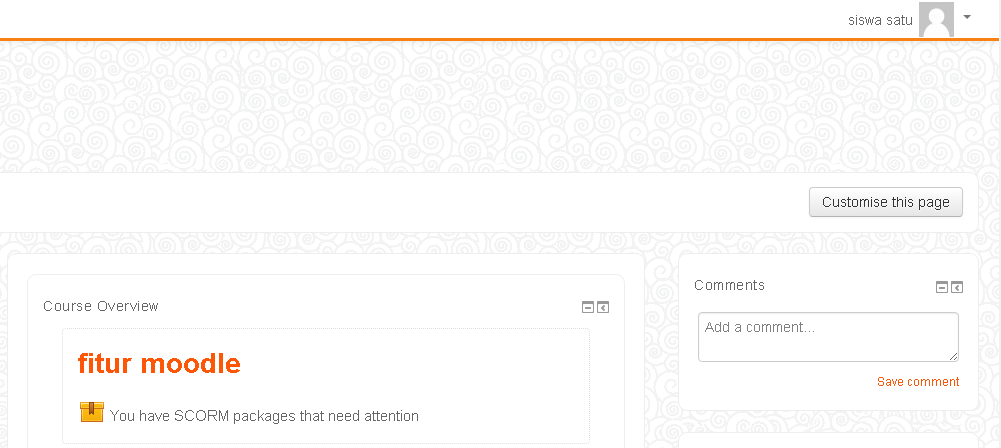 siswa satu
Customise this page
Course Overview
fitur moodle
You have SCORM packages that need attention
Comments
Add a comment...
Save comment